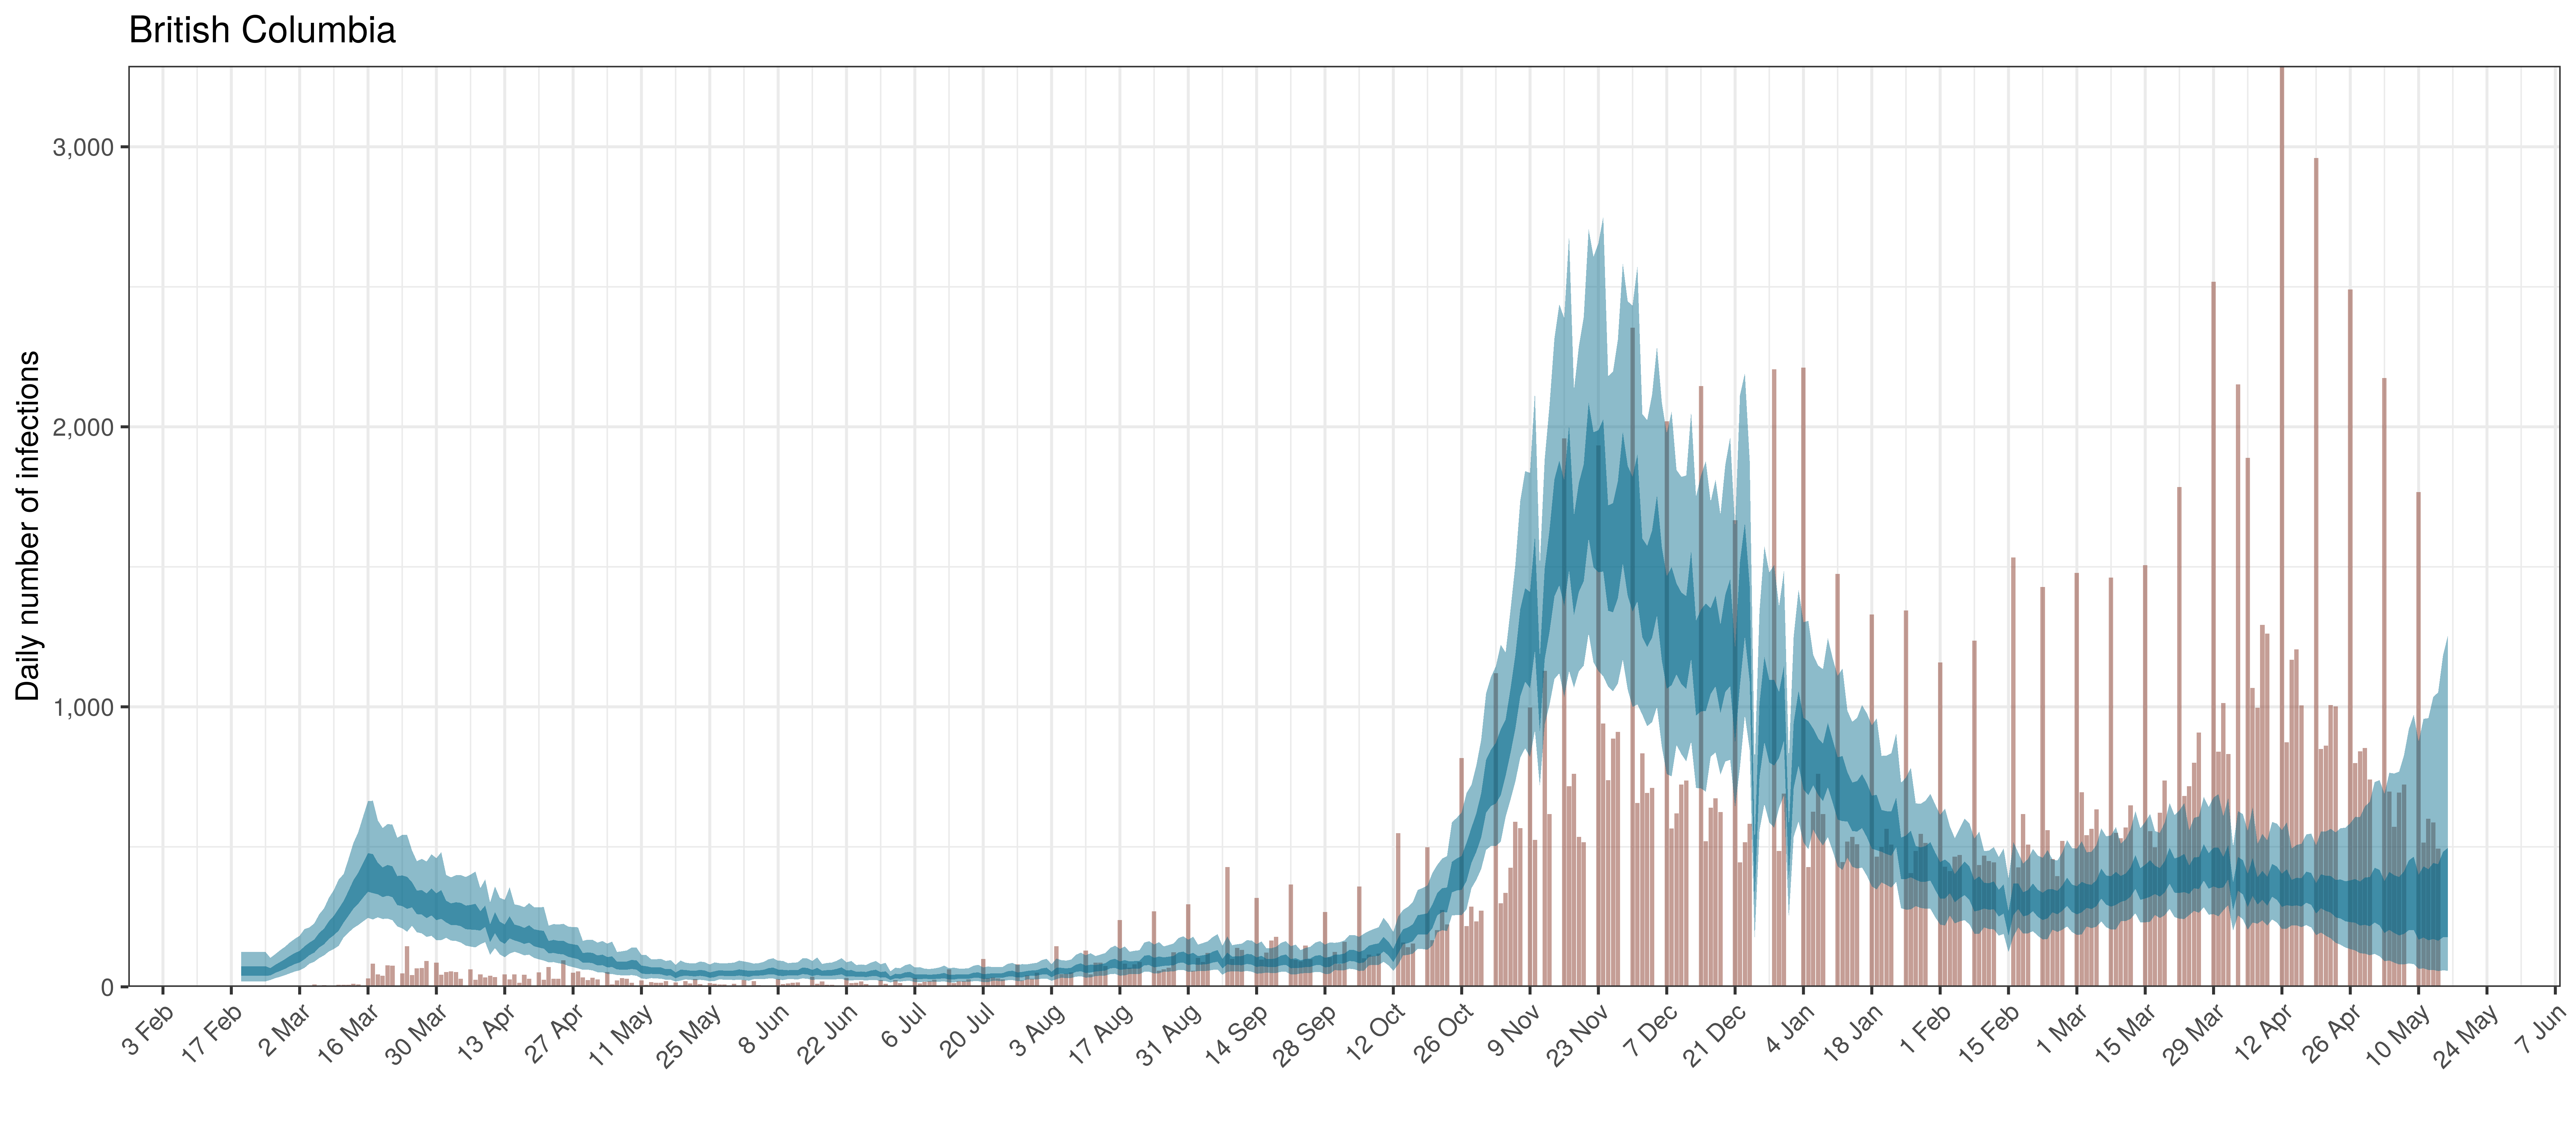 British Columbia
Daily number of infections
3,000
2,000
1,000
0
3 Feb
17 Feb
2 Mar
16 Mar
30 Mar
13 Apr
27 Apr
11 May
25 May
8 Jun
22 Jun
6 Jul
20 Jul
3 Aug
17 Aug
31 Aug
14 Sep
28 Sep
12 Oct
26 Oct
9 Nov
23 Nov
7 Dec
21 Dec
4 Jan
18 Jan
1 Feb
15 Feb
1 Mar
15 Mar
29 Mar
12 Apr
26 Apr
10 May
24 May
7 Jun